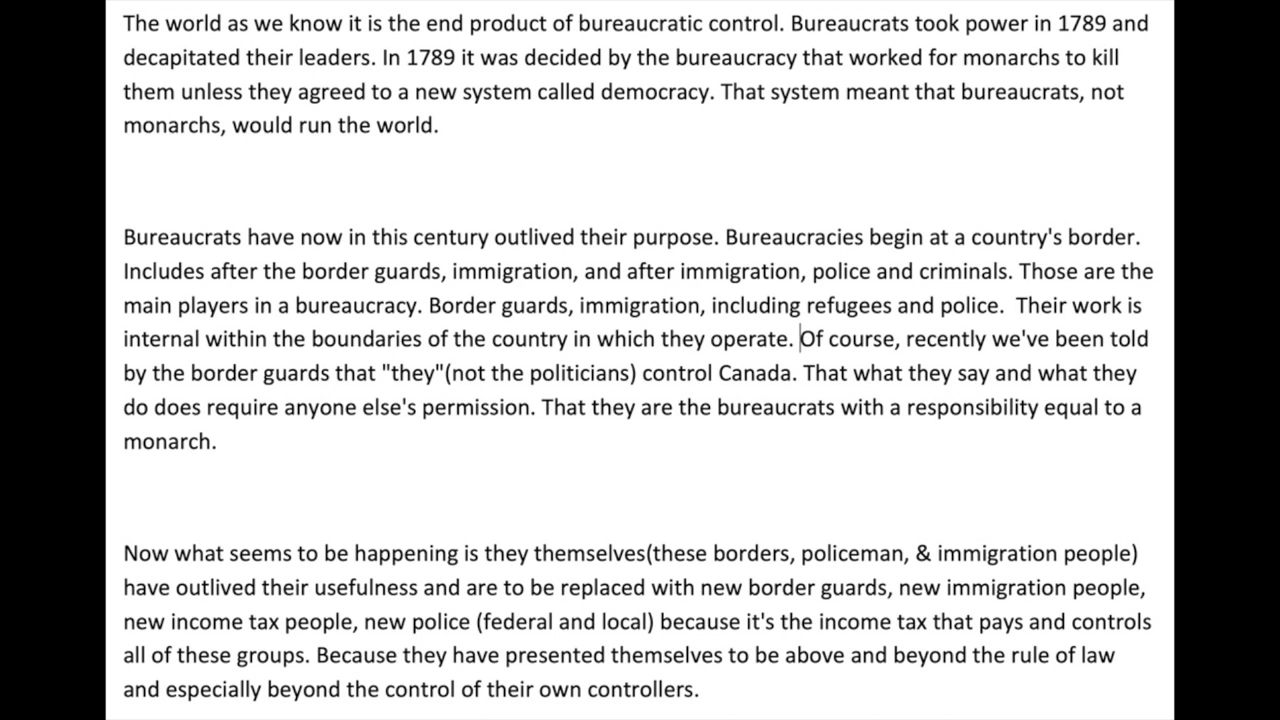 The world as we know it is the end product of bureaucratic control. Bureaucrats took power in 1789 and
decapitated their leaders. In 1789 it was decided by the bureaucracy that worked for monarchs to kill
them unless they agreed to a new system called democracy. That system meant that bureaucrats, not
monarchs, would run the world.
Bureaucrats have now in this century outlived their purpose. Bureaucracies begin at a country's border.
Includes after the border guards, immigration, and after immigration, police and criminals. Those are the
main players in a bureaucracy. Border guards, immigration, including refugees and police.  Their work is
internal within the boundaries of the country in which they operate. Of course, recently we've been told
by the border guards that "they"(not the politicians) control Canada. That what they say and what they
do does require anyone else's permission. That they are the bureaucrats with a responsibility equal to a
monarch.
Now what seems to be happening is they themselves(these borders, policeman, & immigration people)
have outlived their usefulness and are to be replaced with new border guards, new immigration people,
new income tax people, new police (federal and local) because it's the income tax that pays and controls
all of these groups. Because they have presented themselves to be above and beyond the rule of law
and especially beyond the control of their own controllers.